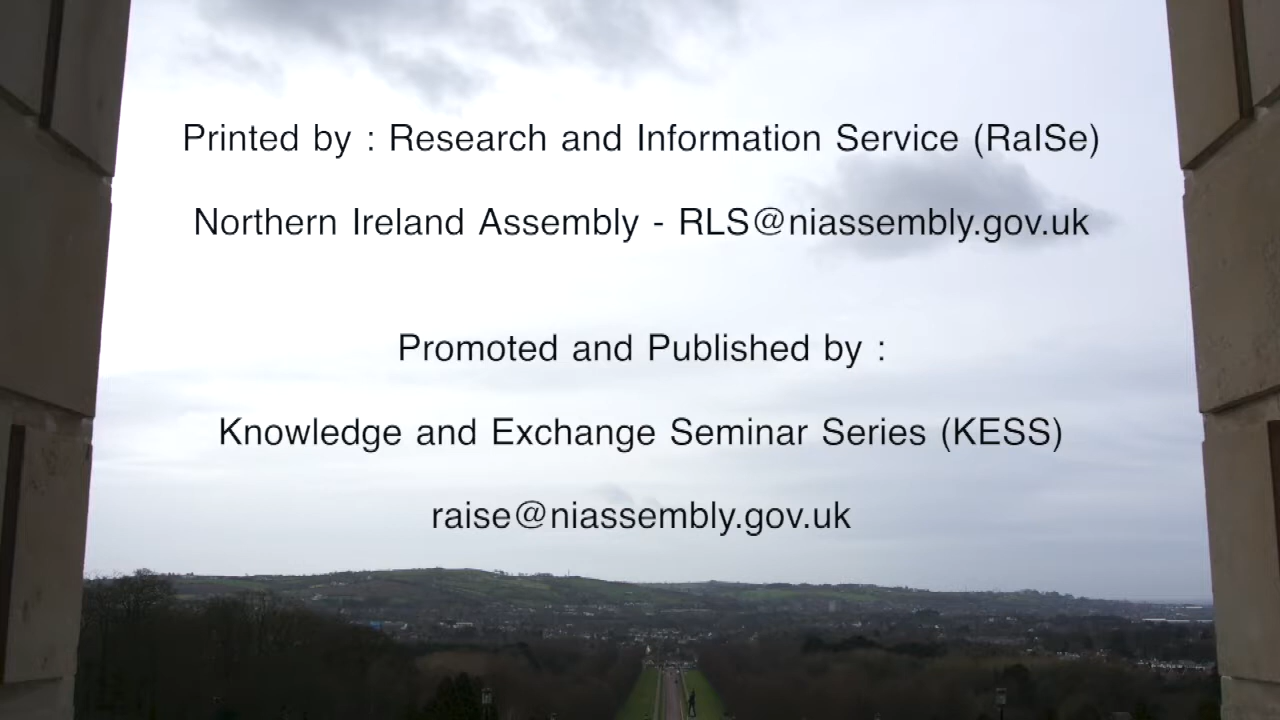 Printed by : Research and Information Service (RaISe)
Northern Ireland Assembly - RLS@niassembly.gov.uk
Promoted and Published by :
Knowledge and Exchange Seminar Series (KESS)
raise@niassembly.gov.uk